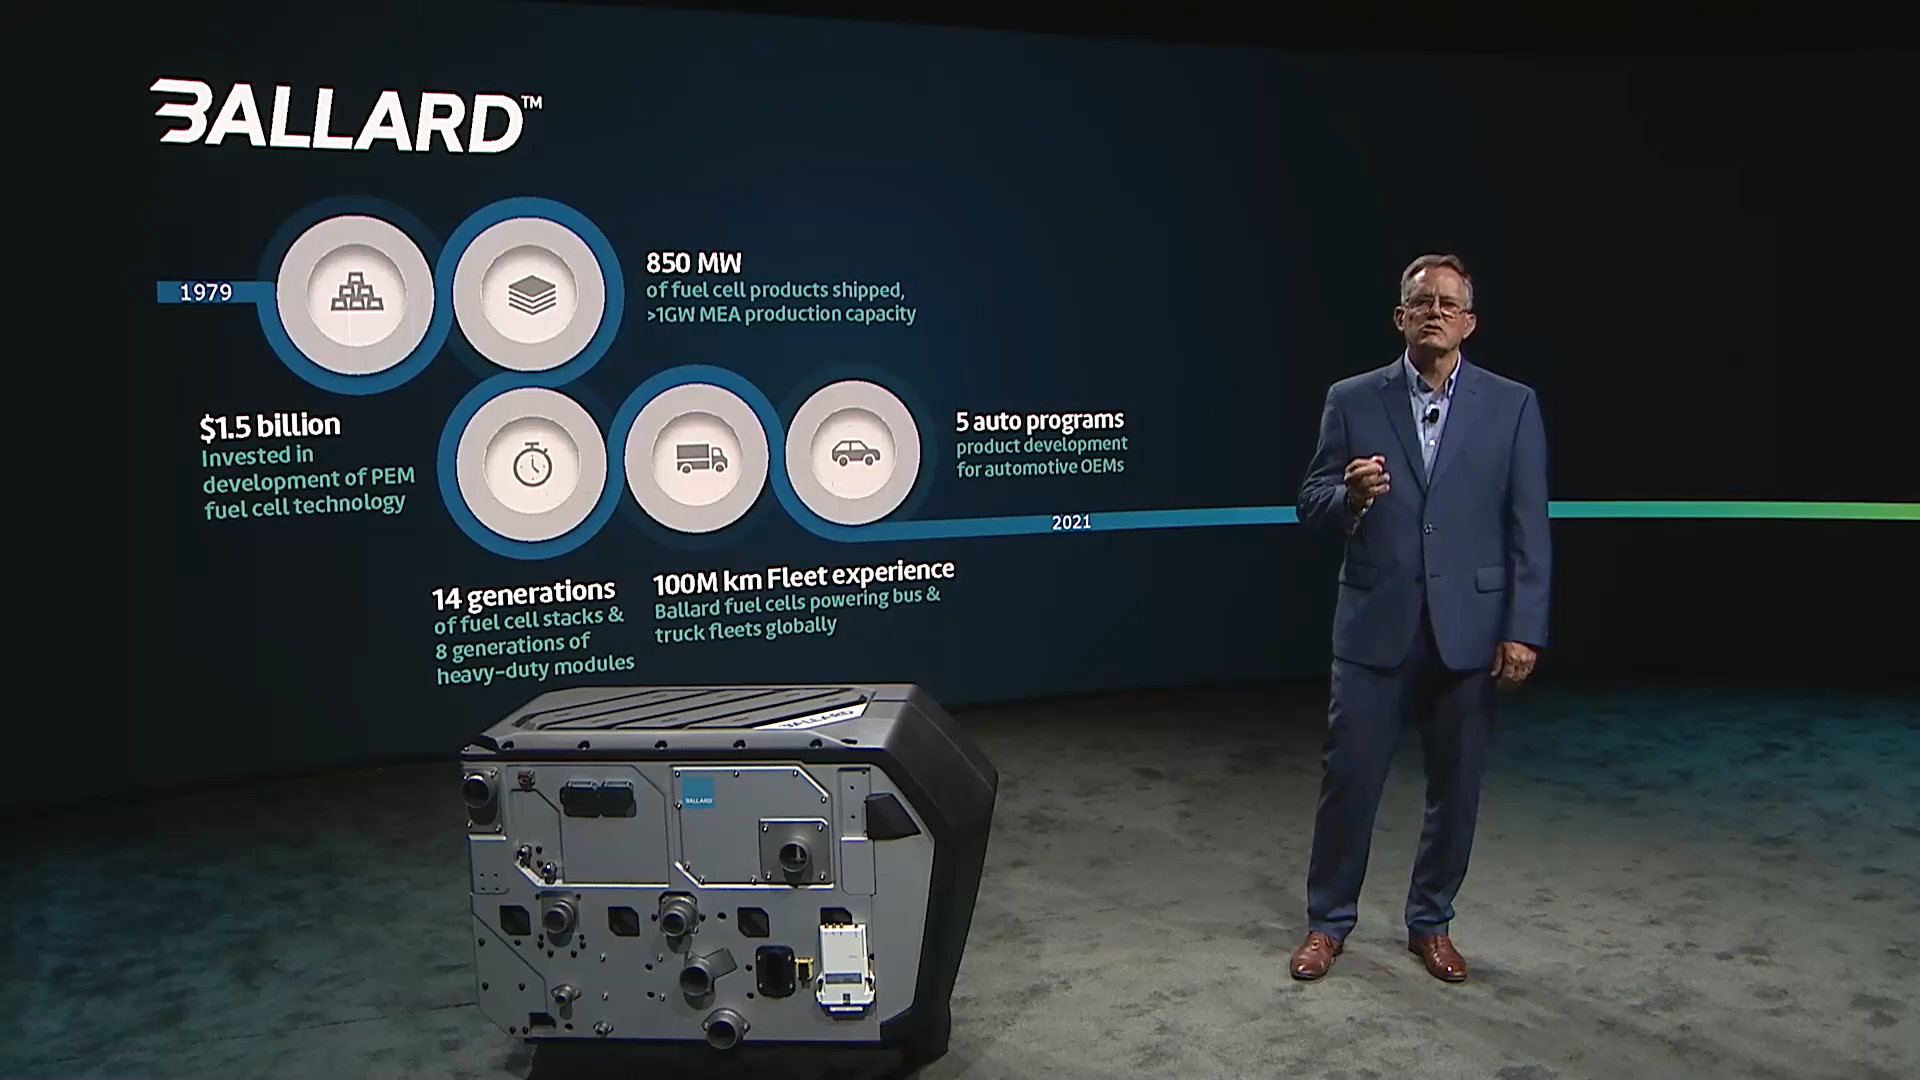 BALLARD™
1979
850 MW
of fuel cell products shipped,
>1GW MEA production capacity
$1.5 billion
Invested in
development of PEM
fuel cell technology
5 auto programs
product development
for automotive OEMs
2021
14 generations
of fuel cell stacks &
8 generations of
heavy-duty modules
100M km Fleet experience
Ballard fuel cells powering bus &
truck fleets globally
BALLARD
BALLARD